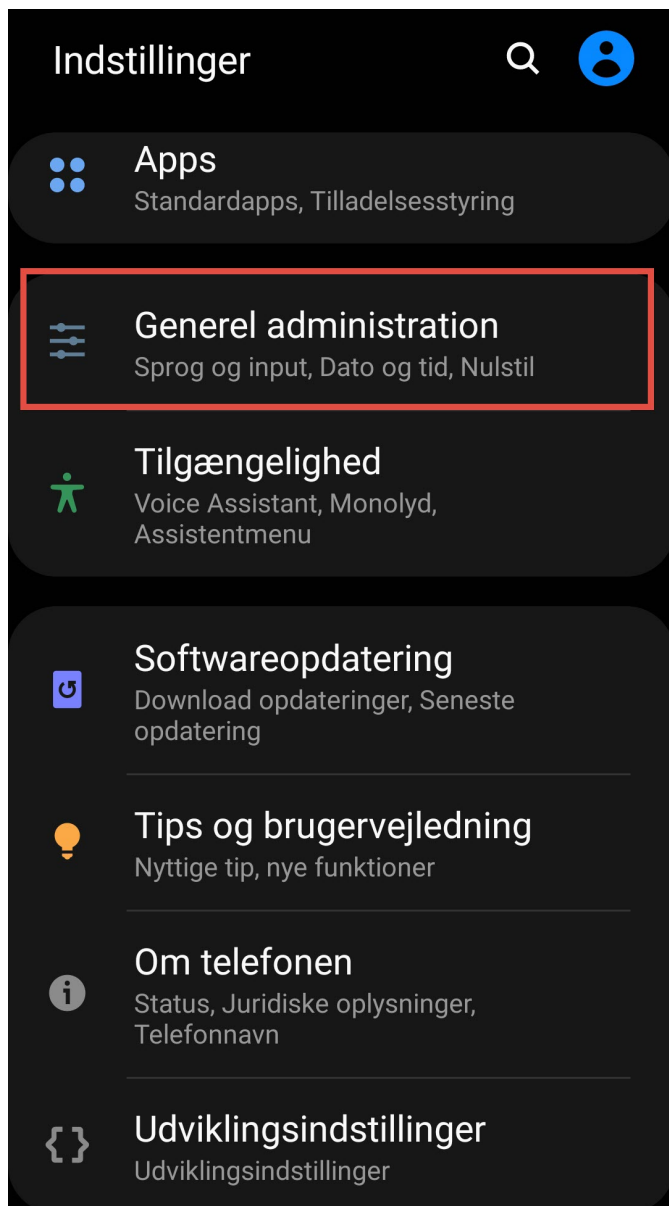 Indstillinger
Apps
Standardapps, Tilladelsesstyring
Generel administration
Sprog og input, Dato og tid, Nulstil
Tilgængelighed
Voice Assistant, Monolyd,
Assistentmenu
Softwareopdatering
Download opdateringer, Seneste
opdatering
Tips og brugervejledning
Nyttige tip, nye funktioner
Om telefonen
Status, Juridiske oplysninger,
Telefonnavn
Udviklingsindstillinger
Udviklingsindstillinger